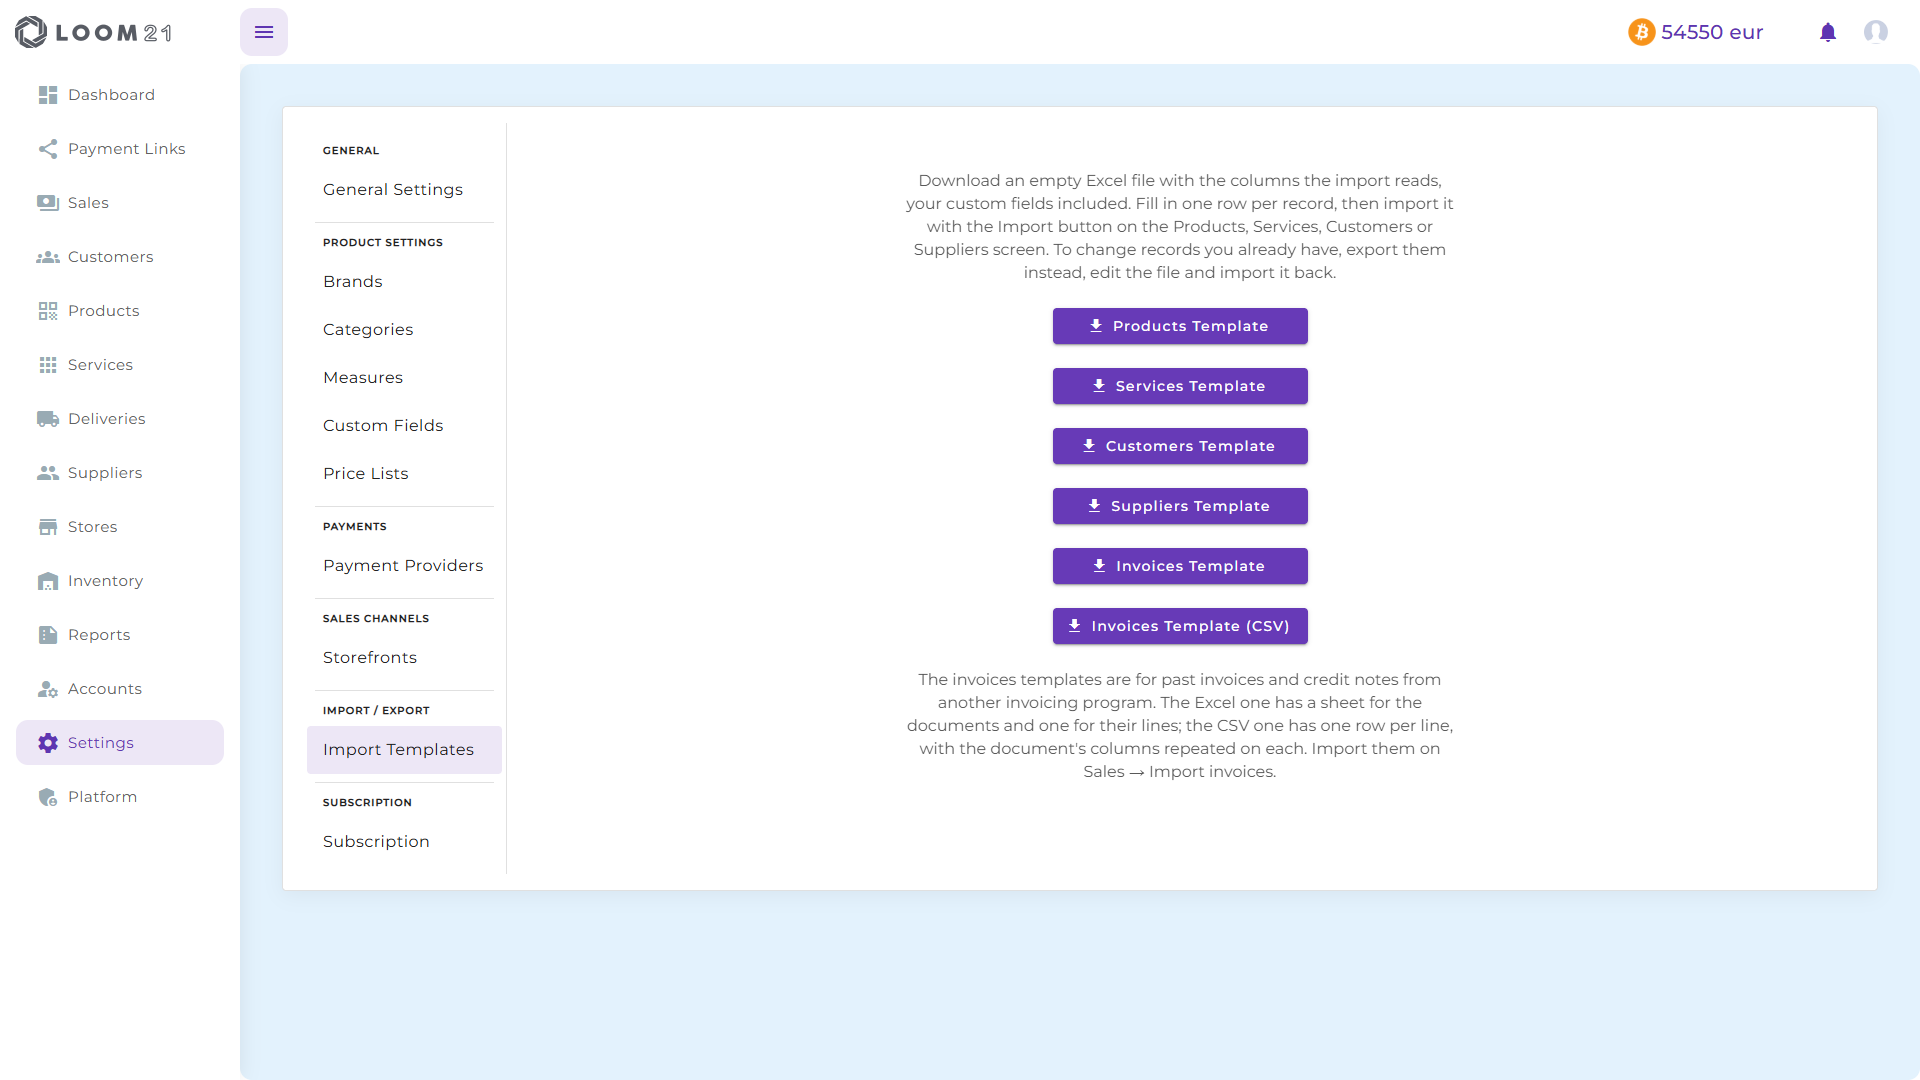 LOOM21
54550 eur
Dashboard
Payment Links
Sales
Customers
Products
Services
Deliveries
Suppliers
Stores
Inventory
Reports
Accounts
Settings
Platform
GENERAL
General Settings
PRODUCT SETTINGS
Brands
Categories
Measures
Custom Fields
Price Lists
PAYMENTS
Payment Providers
SALES CHANNELS
Storefronts
IMPORT / EXPORT
Import Templates
SUBSCRIPTION
Subscription
Download an empty Excel file with the columns the import reads,
your custom fields included. Fill in one row per record, then import it
with the Import button on the Products, Services, Customers or
Suppliers screen. To change records you already have, export them
instead, edit the file and import it back.
Products Template
Services Template
Customers Template
Suppliers Template
Invoices Template
Invoices Template (CSV)
The invoices templates are for past invoices and credit notes from
another invoicing program. The Excel one has a sheet for the
documents and one for their lines; the CSV one has one row per line,
with the document's columns repeated on each. Import them on
Sales → Import invoices.